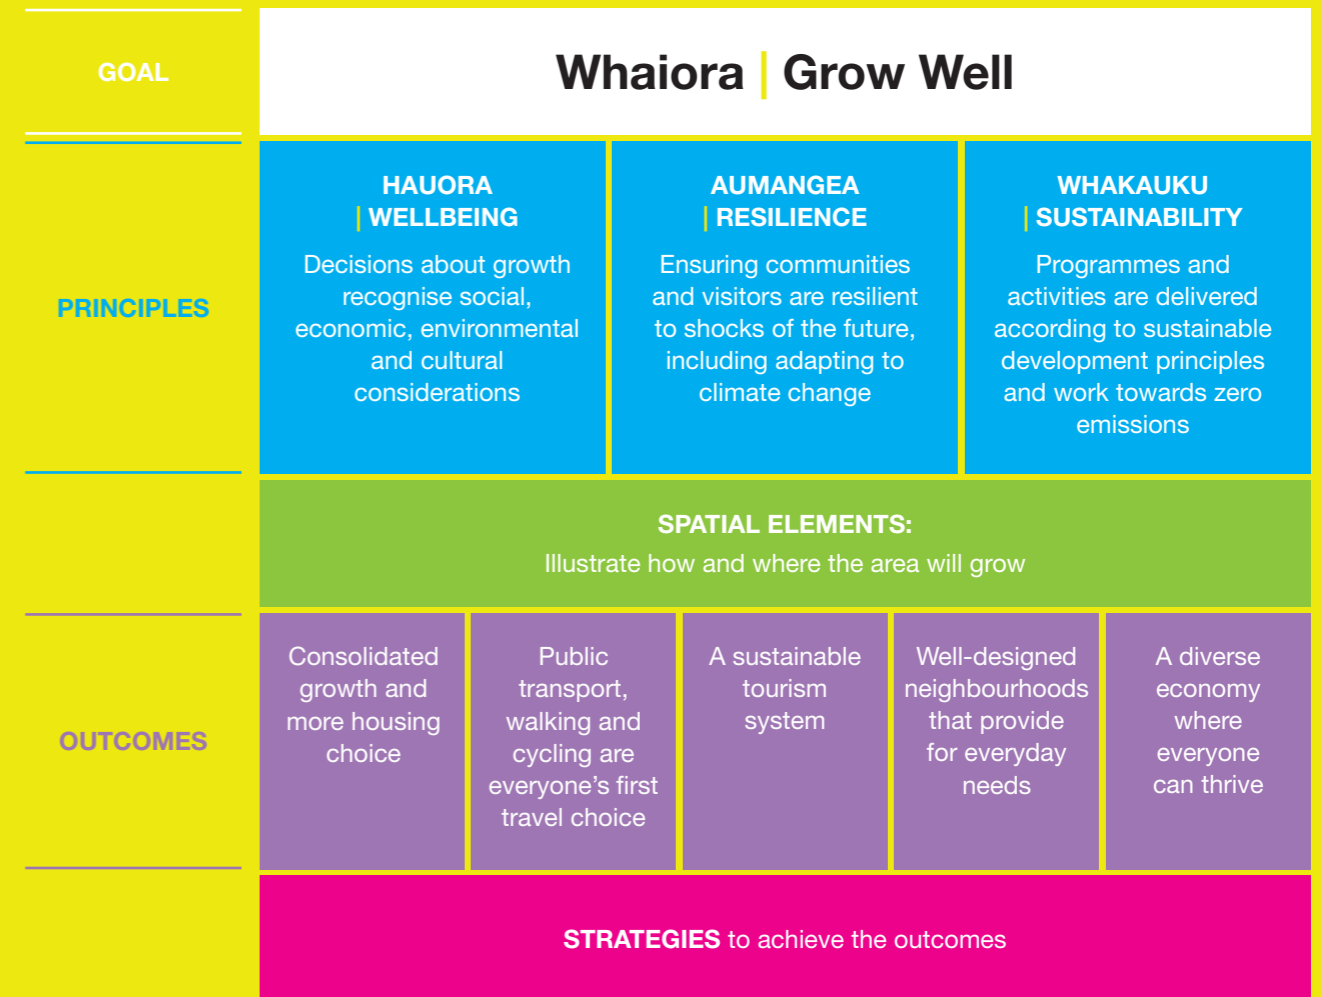 GOAL
Whaiora | Grow Well
PRINCIPLES
HAUORA
| WELLBEING
Decisions about growth
recognise social,
economic, environmental
and cultural
considerations
AUMANGEA
| RESILIENCE
Ensuring communities
and visitors are resilient
to shocks of the future,
including adapting to
climate change
WHAKAUKU
| SUSTAINABILITY
Programmes and
activities are delivered
according to sustainable
development principles
and work towards zero
emissions
SPATIAL ELEMENTS:
Illustrate how and where the area will grow
OUTCOMES
Consolidated
growth and
more housing
choice
Public
transport,
walking and
cycling are
everyone’s first
travel choice
A sustainable
tourism
system
Well-designed
neighbourhoods
that provide
for everyday
needs
A diverse
economy
where
everyone
can thrive
STRATEGIES to achieve the outcomes